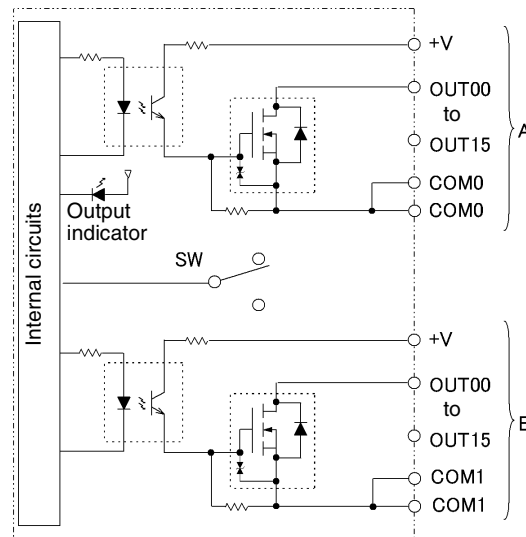 +V
OUT00
to
OUT15
A
COM0
COM0
Output
indicator
Internal circuits
SW
+V
OUT00
to
OUT15
COM1
COM1